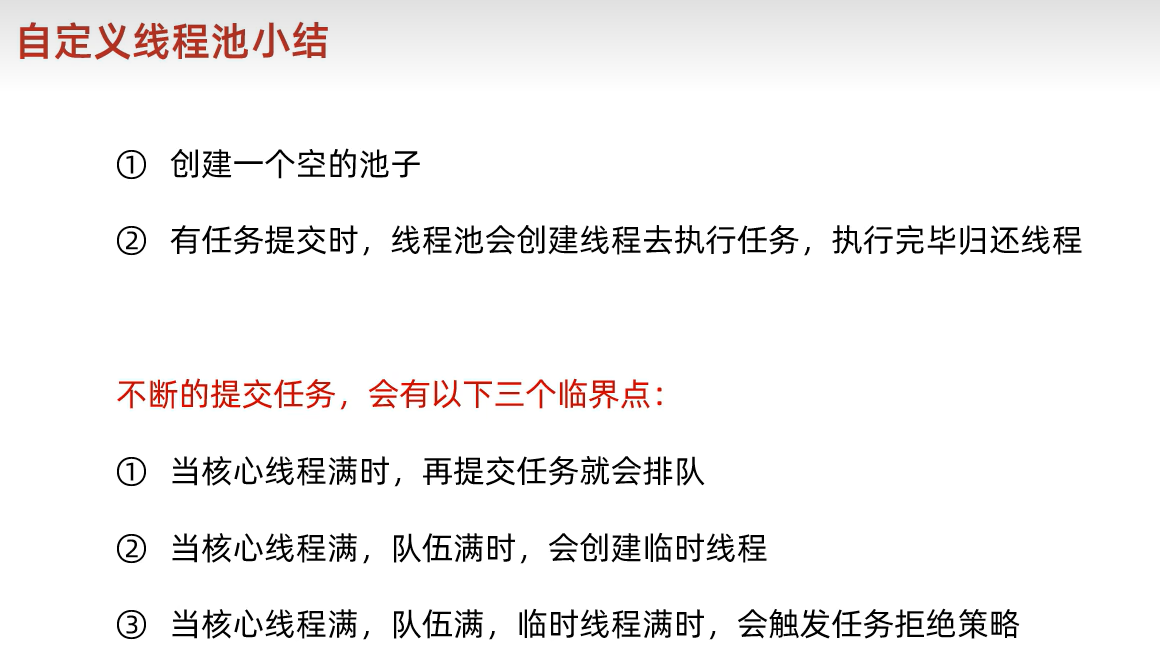 自定义线程池小结
① 创建一个空的池子
② 有任务提交时，线程池会创建线程去执行任务，执行完毕归还线程
不断的提交任务，会有以下三个临界点：
① 当核心线程满时，再提交任务就会排队
② 当核心线程满，队伍满时，会创建临时线程
③ 当核心线程满，队伍满，临时线程满时，会触发任务拒绝策略